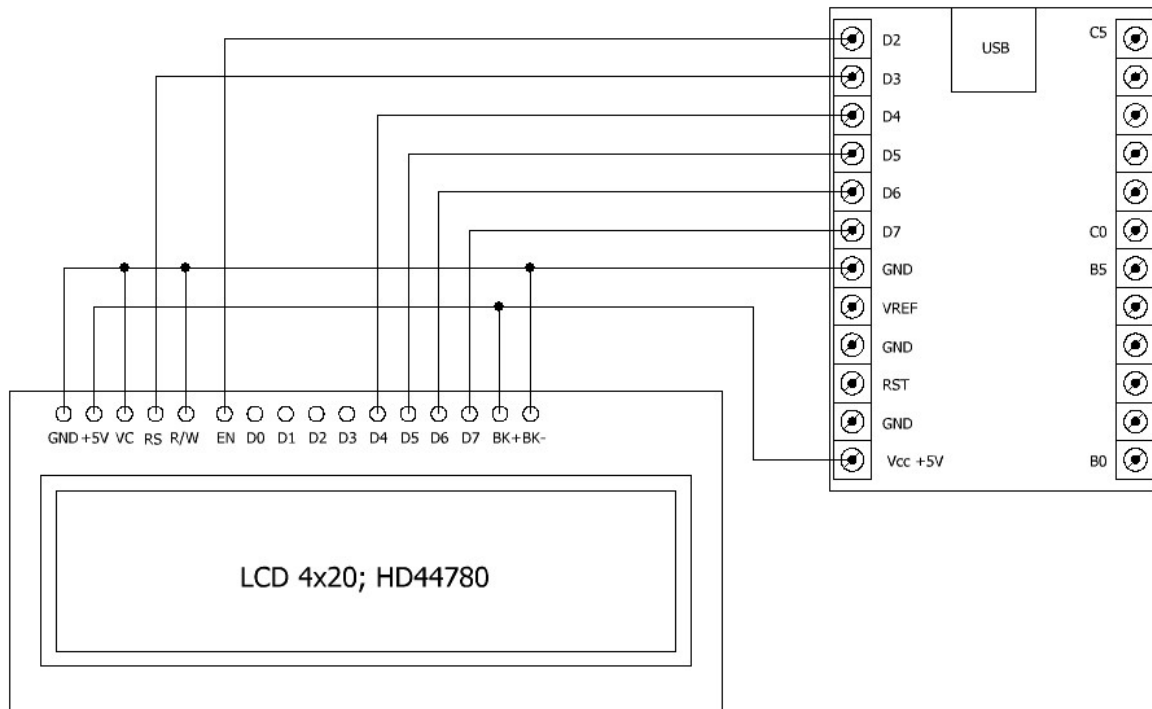 D2
USB
C5
D3
D4
D5
D6
D7
C0
GND
B5
VREF
GND
RST
GND
Vcc +5V
B0
GND +5V VC RS R/W EN D0 D1 D2 D3 D4 D5 D6 D7 BK+ BK-
LCD 4x20; HD44780